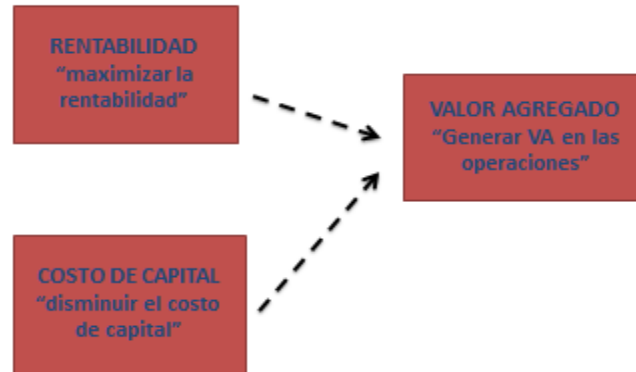 RENTABILIDAD
“maximizar la
rentabilidad”
VALOR AGREGADO
“Generar VA en las
operaciones”
COSTO DE CAPITAL
“disminuir el costo
de capital”